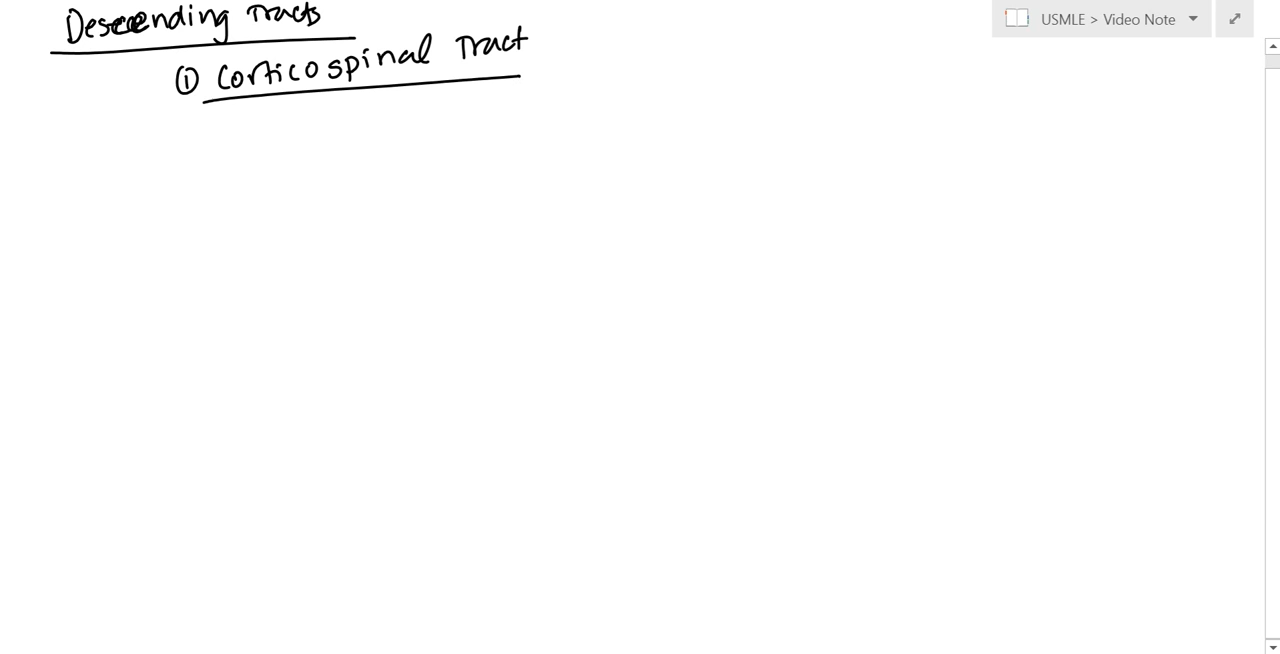 Descending Tracts
① Corticospinal Tract
USMLE > Video Note